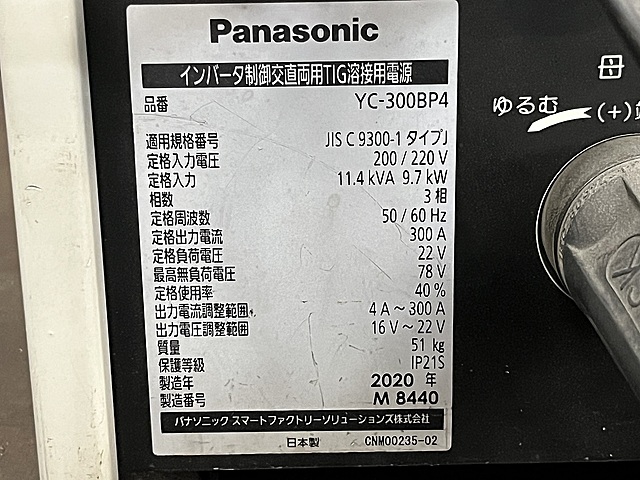 Panasonic
インバータ制御交直両用TIG溶接用電源
品番 YC-300BP4
適用規格番号 JIS C 9300-1 タイプJ
定格入力電圧 200 / 220 V
定格入力 11.4 kVA 9.7 kW
相数 3 相
定格周波数 50 / 60 Hz
定格出力電流 300 A
定格負荷電圧 22 V
最高無負荷電圧 78 V
定格使用率 40 %
出力電流調整範囲 4 A ～ 300 A
出力電圧調整範囲 16 V ～ 22 V
質量 51 kg
保護等級 IP21S
製造年 2020 年
製造番号 M 8440
パナソニック スマートファクトリーソリューションズ株式会社
日本製 CNM00235-02
母
ゆるむ
(+)